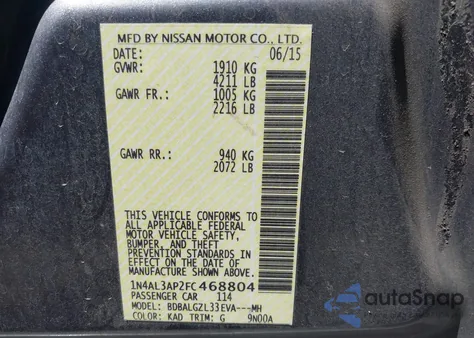 MFD BY NISSAN MOTOR CO., LTD.
DATE: 06/15
GVWR: 1910 KG
4211 LB
GAWR FR.: 1005 KG
2216 LB
GAWR RR.: 940 KG
2072 LB
THIS VEHICLE CONFORMS TO
ALL APPLICABLE FEDERAL
MOTOR VEHICLE SAFETY,
BUMPER, AND THEFT
PREVENTION STANDARDS IN
EFFECT ON THE DATE OF
MANUFACTURE SHOWN ABOVE.
1N4AL3AP2FC468804
PASSENGER CAR 114
MODEL: BDBALGZL33EVA---MH
COLOR: KAD TRIM: G 9N00A
autoSnap